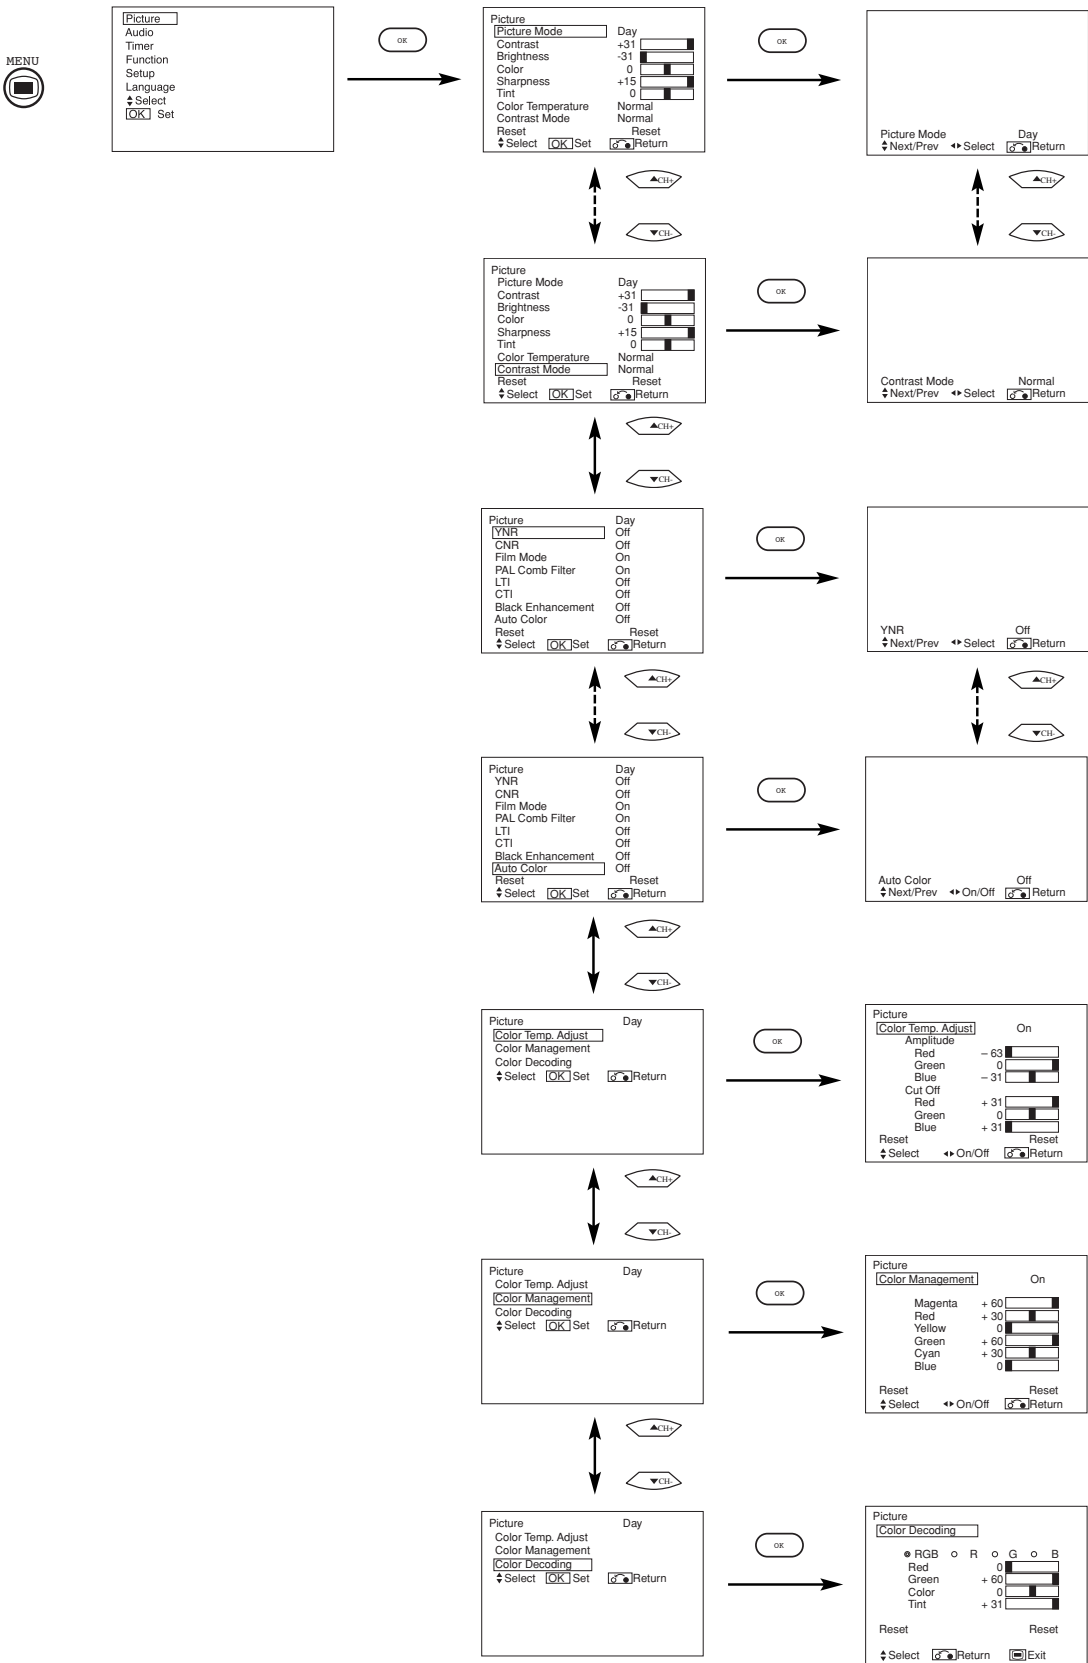 MENU
Picture
Audio
Timer
Function
Setup
Language
Select
OK Set
OK
Picture
Picture Mode Day
Contrast +31
Brightness -31
Color 0
Sharpness +15
Tint 0
Color Temperature Normal
Contrast Mode Normal
Reset Reset
Select OK Set Return
OK
Picture Mode Day
Next/Prev Select Return
CH+
CH-
CH+
CH-
Picture
Picture Mode Day
Contrast +31
Brightness -31
Color 0
Sharpness +15
Tint 0
Color Temperature Normal
Contrast Mode Normal
Reset Reset
Select OK Set Return
OK
Contrast Mode Normal
Next/Prev Select Return
CH+
CH-
Picture Day
YNR Off
CNR Off
Film Mode On
PAL Comb Filter On
LTI Off
CTI Off
Black Enhancement Off
Auto Color Off
Reset Reset
Select OK Set Return
OK
YNR Off
Next/Prev Select Return
CH+
CH-
CH+
CH-
Picture Day
YNR Off
CNR Off
Film Mode On
PAL Comb Filter On
LTI Off
CTI Off
Black Enhancement Off
Auto Color Off
Reset Reset
Select OK Set Return
OK
Auto Color Off
Next/Prev On/Off Return
CH+
CH-
Picture Day
Color Temp. Adjust
Color Management
Color Decoding
Select OK Set Return
OK
Picture
Color Temp. Adjust On
Amplitude
Red – 63
Green 0
Blue – 31
Cut Off
Red + 31
Green 0
Blue + 31
Reset Reset
Select On/Off Return
CH+
CH-
Picture Day
Color Temp. Adjust
Color Management
Color Decoding
Select OK Set Return
OK
Picture
Color Management On
Magenta + 60
Red + 30
Yellow 0
Green + 60
Cyan + 30
Blue 0
Reset Reset
Select On/Off Return
CH+
CH-
Picture Day
Color Temp. Adjust
Color Management
Color Decoding
Select OK Set Return
OK
Picture
Color Decoding
RGB R G B
Red 0
Green + 60
Color 0
Tint + 31
Reset Reset
Select Return Exit